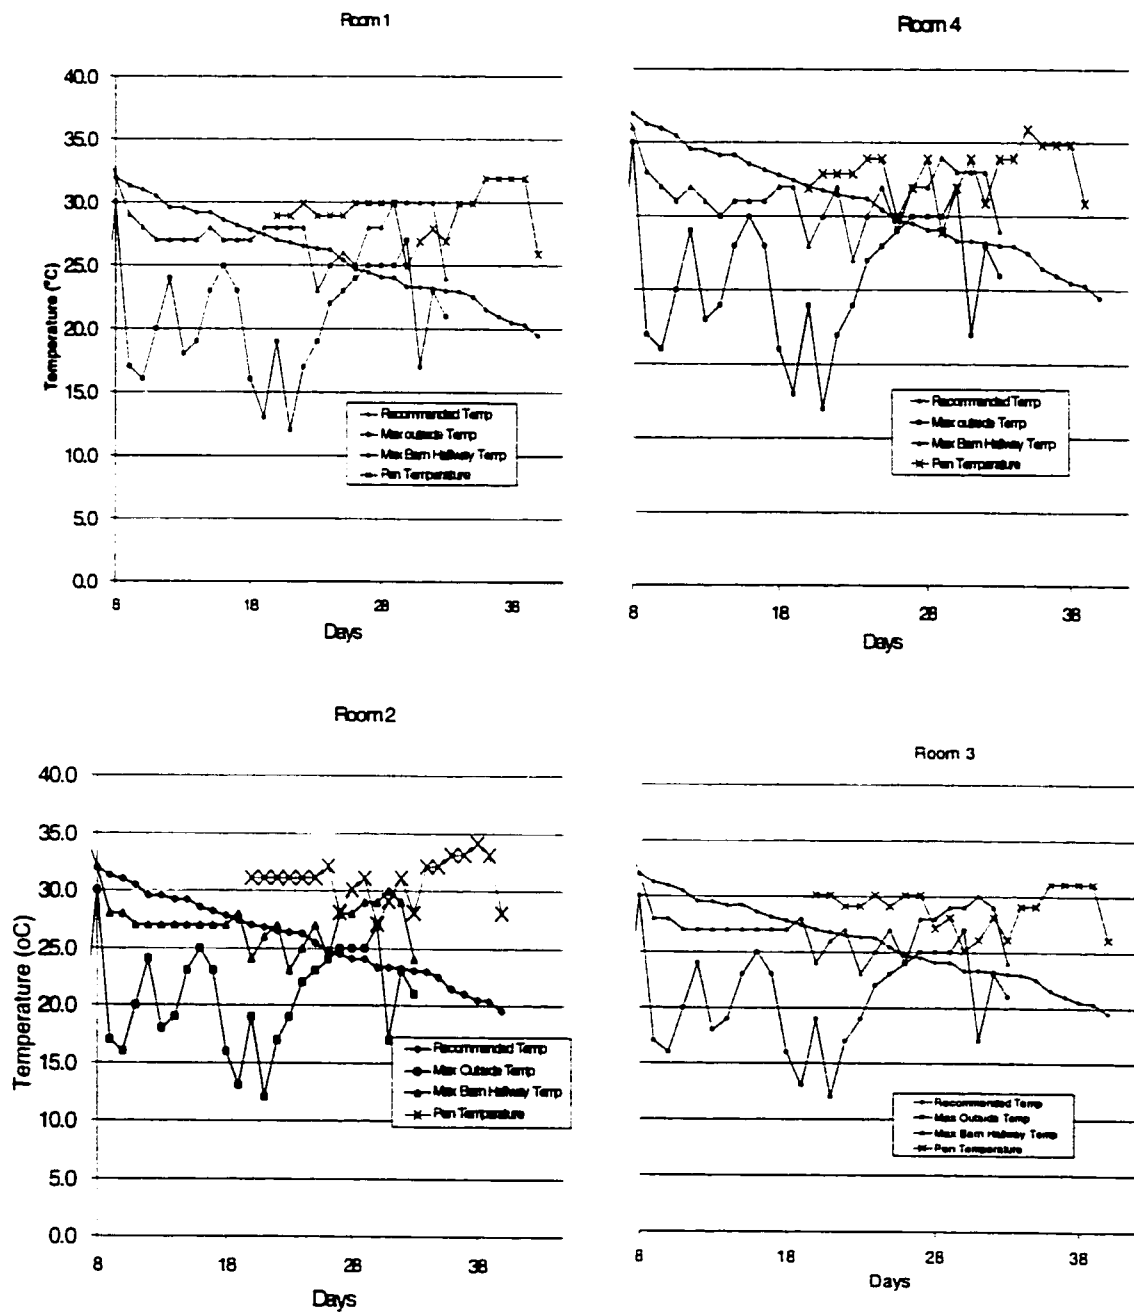 Room 1
40.0
35.0
30.0
25.0
20.0
15.0
10.0
5.0
0.0
Temperature (°C)
8
18
28
38
Days
Recommended Temp
Max outside Temp
Max Barn Hallway Temp
Pen Temperature
Room 4
8
18
28
38
Days
Recommended Temp
Max outside Temp
Max Barn Hallway Temp
Pen Temperature
Room 2
40.0
35.0
30.0
25.0
20.0
15.0
10.0
5.0
0.0
Temperature (oC)
8
18
28
38
Days
Recommended Temp
Max Outside Temp
Max Barn Hallway Temp
Pen Temperature
Room 3
8
18
28
38
Days
Recommended Temp
Max Outside Temp
Max Barn Hallway Temp
Pen Temperature